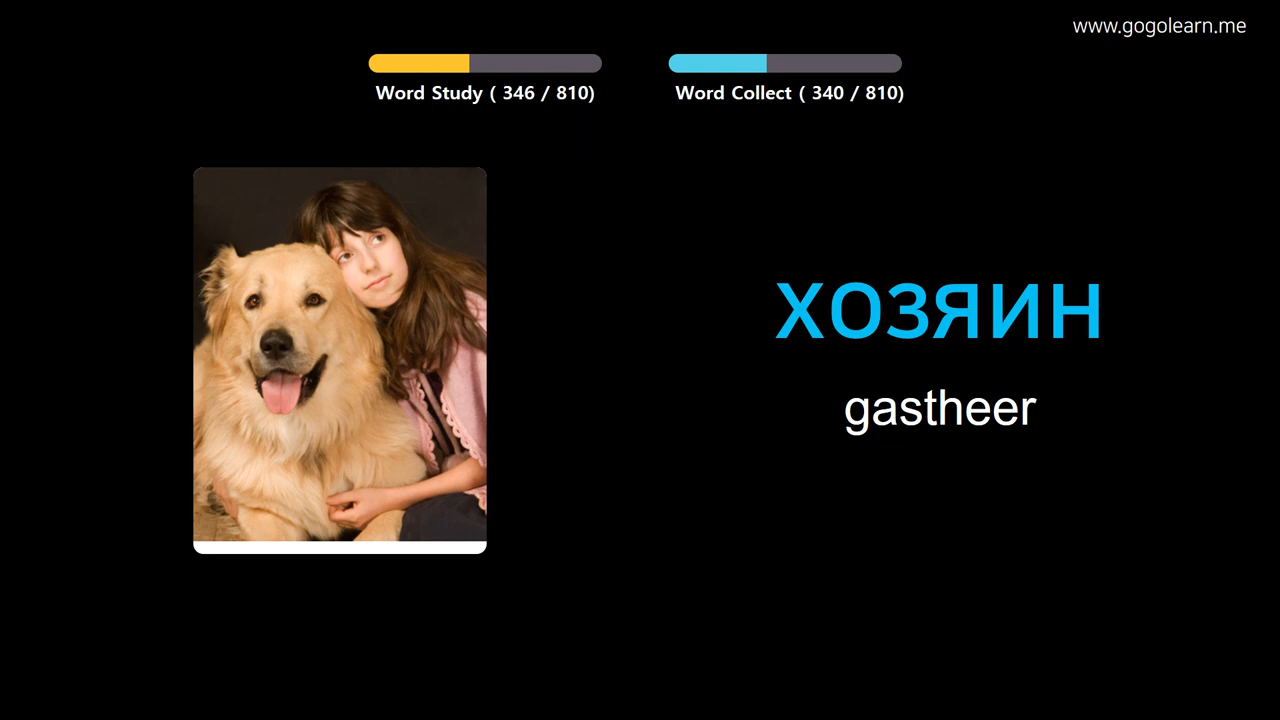 www.gogolearn.me
Word Study ( 346 / 810)
Word Collect ( 340 / 810)
хозяин
gastheer